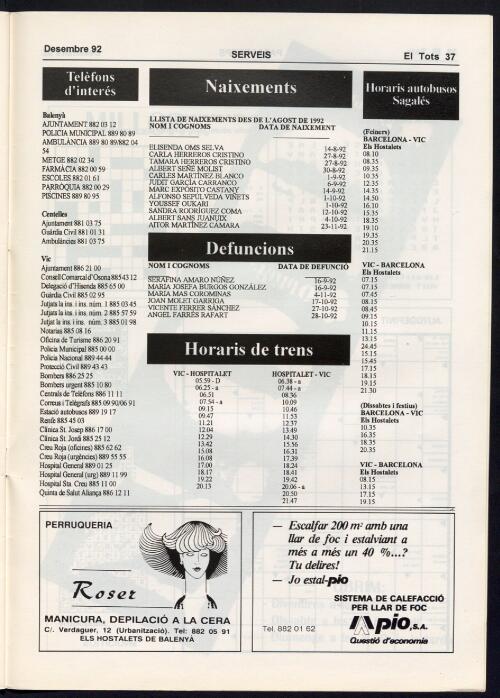 Desembre 92
SERVEIS
El Tots 37
Telèfons
d'interés
Balenyà
AJUNTAMENT 882 03 12
POLICIA MUNICIPAL 889 80 89
AMBULÀNCIA 889 80 89/882 04
54
METGE 882 02 34
FARMÀCIA 882 00 59
ESCOLES 882 01 61
PARRÒQUIA 882 00 29
PISCINES 889 80 95
Centelles
Ajuntament 881 03 75
Guàrdia Civil 881 01 31
Ambulàncies 881 03 75
Vic
Ajuntament 886 21 00
Consell Comarcal d'Osona 885 43 12
Delegació d'Hisenda 885 65 00
Guàrdia Civil 885 02 95
Jutjats la ins. i ins. núm. 1 885 03 45
Jutjats la ins. i ins. núm. 2 885 57 59
Jutjats la ins. i ins. núm. 3 885 01 98
Notarias 885 08 16
Oficina de Turisme 886 20 91
Policia Municipal 885 00 00
Policia Nacional 889 44 44
Protecció Civil 889 43 43
Bombers 886 25 25
Bombers urgent 885 10 80
Centrals de Telèfons 886 11 11
Correus i Telègrafs 885 09 90/06 91
Estació autobusos 889 19 17
Renfe 885 45 03
Clínica St. Josep 886 17 00
Clínica St. Jordi 885 25 12
Creu Roja (oficines) 885 62 62
Creu Roja (urgències) 889 55 55
Hospital General 889 01 25
Hospital General (urg) 889 11 99
Hospital Sta. Creu 885 11 00
Quinta de Salut Aliança 886 12 11
Naixements
LLISTA DE NAIXEMENTS DES DE L'AGOST DE 1992
NOM I COGNOMS DATA DE NAIXEMENT
ELISENDA OMS SELVA 14-8-92
CARLA HERREROS CRISTINO 27-8-92
TAMARA HERREROS CRISTINO 27-8-92
ALBERT SEÑE MOLIST 30-8-92
CARLES MARTÍNEZ BLANCO 1-9-92
JUDIT GARCÍA CARRANCO 6-9-92
MARC EXPÓSITO CASTANY 14-9-92
ALFONSO SEPÚLVEDA VIÑETS 1-10-92
YOUSSEF OUKARI 1-10-92
SANDRA RODRÍGUEZ COMA 12-10-92
ALBERT SANS JUANUIX 4-10-92
AITOR MARTÍNEZ CAMARA 23-11-92
Defuncions
NOM I COGNOMS DATA DE DEFUNCIÓ
SERAFINA AMARO NÚÑEZ 16-9-92
MARIA JOSEFA BURGOS GONZÁLEZ 16-9-92
MARIA MAS COROMINAS 4-11-92
JOAN MOLET GARRIGA 17-10-92
VICENTE FERRER SÁNCHEZ 27-10-92
ANGEL FARRÉS RAFART 28-10-92
Horaris de trens
VIC - HOSPITALET HOSPITALET - VIC
05.59 - D 06.38 - a
06.25 - a 07.44 - a
06.51 08.36
07.54 - a 10.09
09.15 10.46
09.47 11.53
11.21 12.37
12.04 13.49
12.29 14.30
13.42 15.56
15.08 16.31
16.08 17.39
17.00 18.24
18.17 18.41
19.22 19.42
20.13 20.06 - a
20.50
21.47
Horaris autobusos
Sagalés
(Feiners)
BARCELONA - VIC
Els Hostalets
08.10
08.35
09.35
09.35
10.35
12.35
14.35
14.50
16.10
15.35
18.35
19.10
19.35
20.35
21.15
VIC - BARCELONA
Els Hostalets
07.15
07.15
07.45
08.15
08.45
09.15
10.15
11.15
13.15
24.45
15.15
15.45
17.15
18.15
19.15
21.30
(Dissabtes i festius)
BARCELONA - VIC
Els Hostalets
10.35
16.35
18.35
20.35
VIC - BARCELONA
Els Hostalets
08.15
13.15
17.15
19.15
PERRUQUERIA
Roser
MANICURA, DEPILACIÓ A LA CERA
C/. Verdaguer, 12 (Urbanització). Tel: 882 05 91
ELS HOSTALETS DE BALENYÀ
— Escalfar 200 m² amb una
llar de foc i estalviant a
més a més un 40 %...?
Tu delires!
— Jo estal-pio
SISTEMA DE CALEFACCIÓ
PER LLAR DE FOC
Apio, S.A.
Qüestió d'economia
Tel. 882 01 62